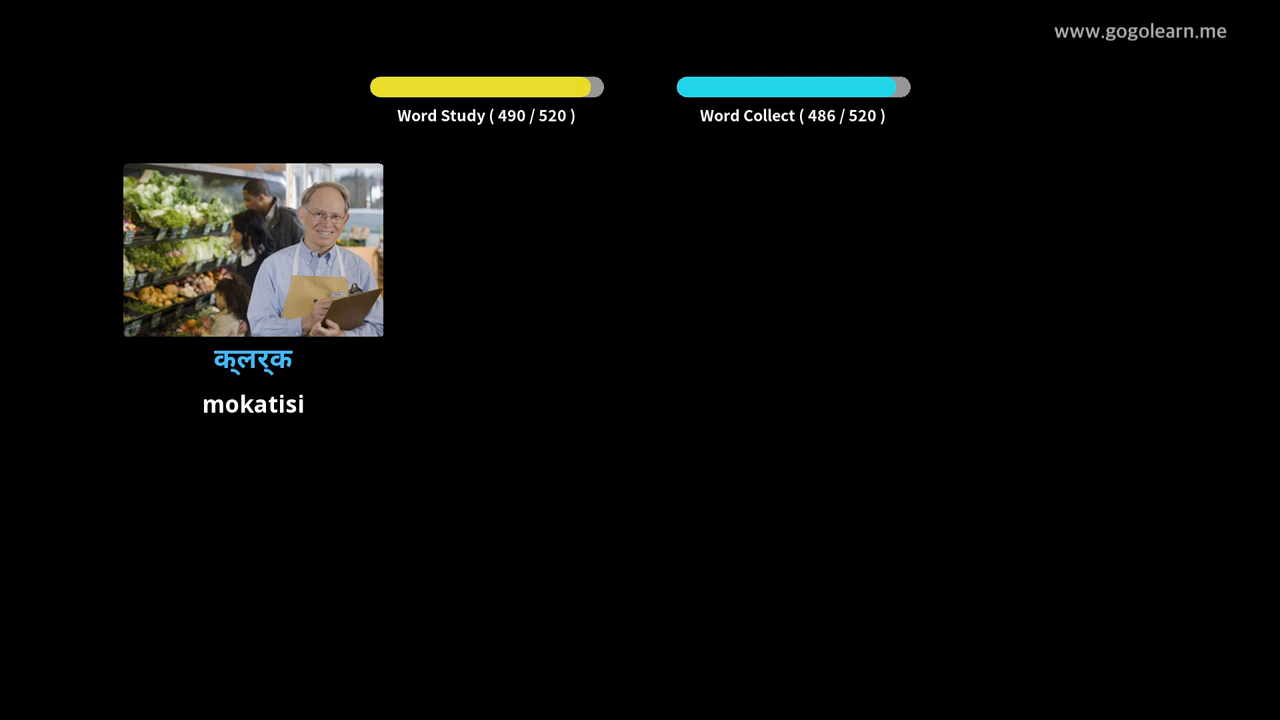 www.gogolearn.me
Word Study ( 490 / 520 )
Word Collect ( 486 / 520 )
क्लर्क
mokatisi